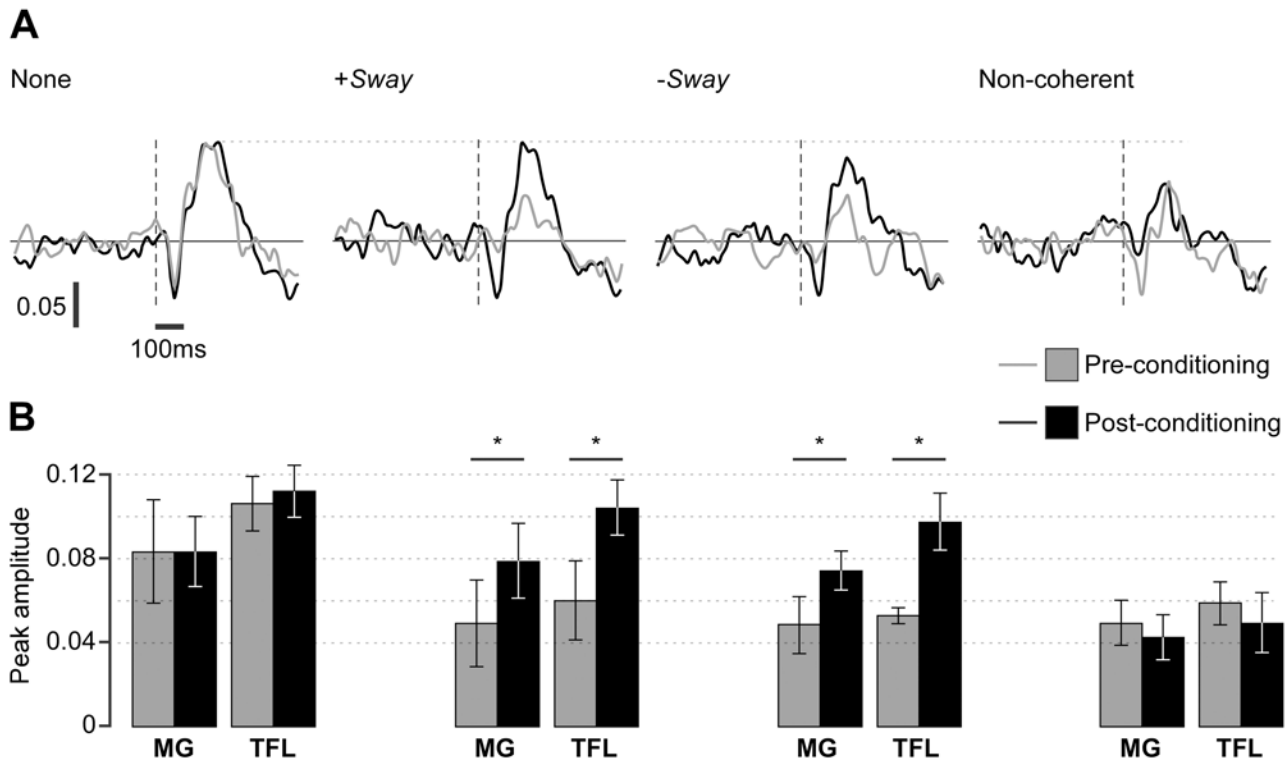 A
None +Sway -Sway Non-coherent
0.05
100ms
Pre-conditioning
Post-conditioning
B
* * * *
0.12
0.08
0.04
0
Peak amplitude
MG TFL MG TFL MG TFL MG TFL